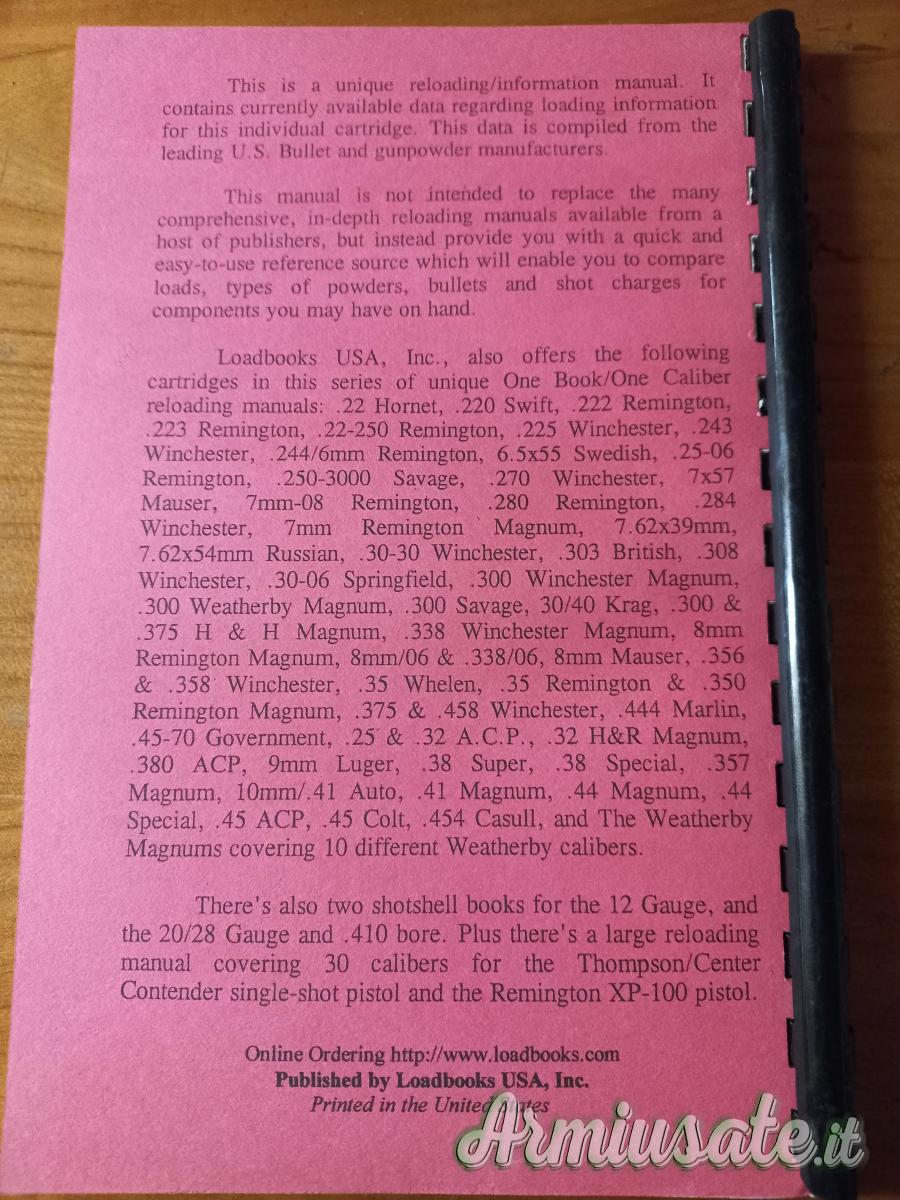 This is a unique reloading/information manual. It
contains currently available data regarding loading information
for this individual cartridge. This data is compiled from the
leading U.S. Bullet and gunpowder manufacturers.
This manual is not intended to replace the many
comprehensive, in-depth reloading manuals available from a
host of publishers, but instead provide you with a quick and
easy-to-use reference source which will enable you to compare
loads, types of powders, bullets and shot charges for
components you may have on hand.
Loadbooks USA, Inc., also offers the following
cartridges in this series of unique One Book/One Caliber
reloading manuals: .22 Hornet, .220 Swift, .222 Remington,
.223 Remington, .22-250 Remington, .225 Winchester, .243
Winchester, .244/6mm Remington, 6.5x55 Swedish, .25-06
Remington, .250-3000 Savage, .270 Winchester, 7x57
Mauser, 7mm-08 Remington, .280 Remington, .284
Winchester, 7mm Remington Magnum, 7.62x39mm,
7.62x54mm Russian, .30-30 Winchester, .303 British, .308
Winchester, .30-06 Springfield, .300 Winchester Magnum,
.300 Weatherby Magnum, .300 Savage, 30/40 Krag, .300 &
.375 H & H Magnum, .338 Winchester Magnum, 8mm
Remington Magnum, 8mm/06 & .338/06, 8mm Mauser, .356
& .358 Winchester, .35 Whelen, .35 Remington & .350
Remington Magnum, .375 & .458 Winchester, .444 Marlin,
.45-70 Government, .25 & .32 A.C.P., .32 H&R Magnum,
.380 ACP, 9mm Luger, .38 Super, .38 Special, .357
Magnum, 10mm/.41 Auto, .41 Magnum, .44 Magnum, .44
Special, .45 ACP, .45 Colt, .454 Casull, and The Weatherby
Magnums covering 10 different Weatherby calibers.
There's also two shotshell books for the 12 Gauge, and
the 20/28 Gauge and .410 bore. Plus there's a large reloading
manual covering 30 calibers for the Thompson/Center
Contender single-shot pistol and the Remington XP-100 pistol.
Online Ordering http://www.loadbooks.com
Published by Loadbooks USA, Inc.
Printed in the United States
Armiusate.it